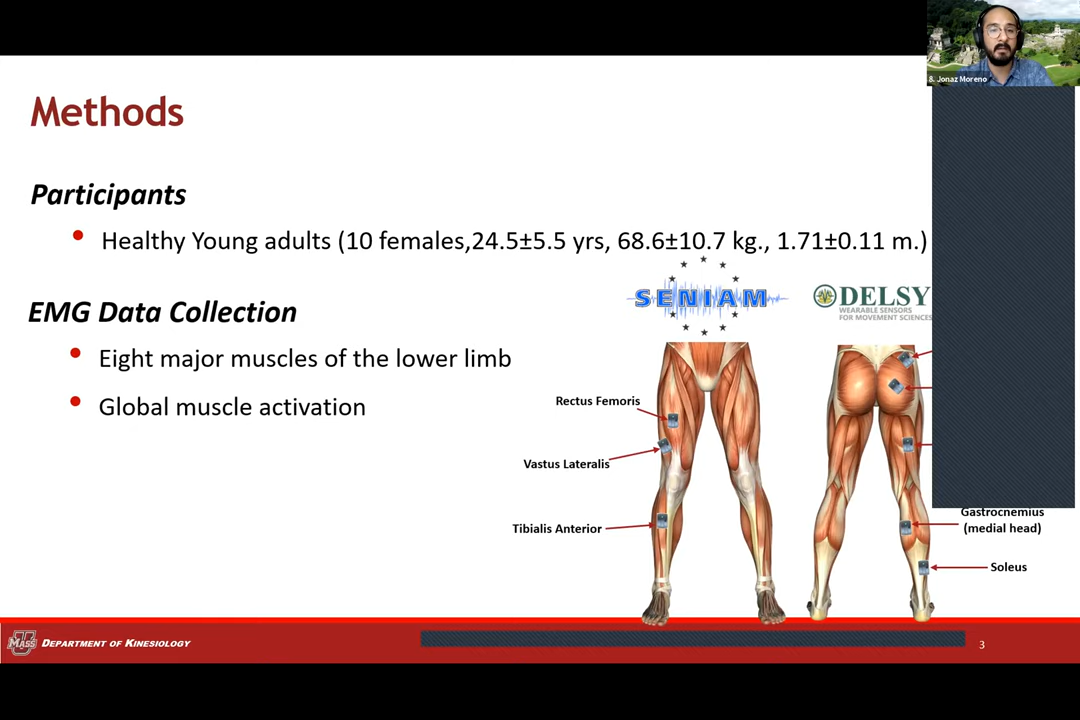 8. Jonaz Moreno
Methods
Participants
Healthy Young adults (10 females,24.5±5.5 yrs, 68.6±10.7 kg., 1.71±0.11 m.)
SENIAM
DELSY
WEARABLE SENSORS
FOR MOVEMENT SCIENCES
EMG Data Collection
Eight major muscles of the lower limb
Global muscle activation
Rectus Femoris
Vastus Lateralis
Tibialis Anterior
Gastrocnemius
(medial head)
Soleus
UMASS
DEPARTMENT OF KINESIOLOGY
3